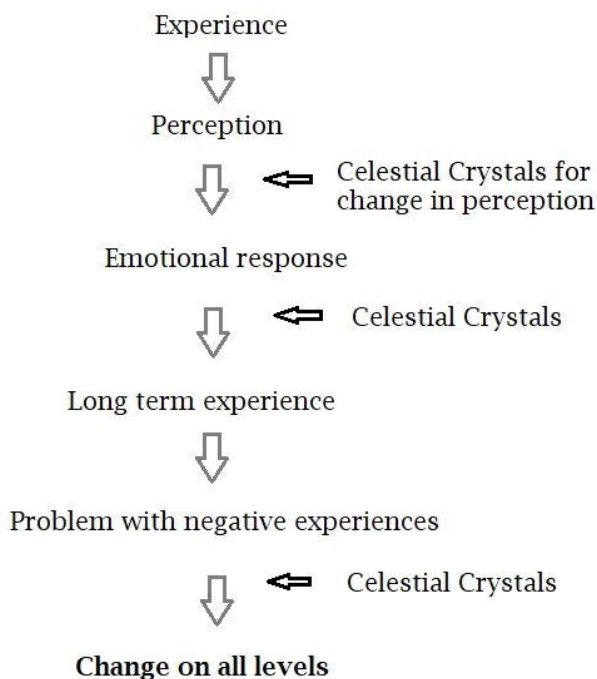 Experience
Perception
Celestial Crystals for
change in perception
Emotional response
Celestial Crystals
Long term experience
Problem with negative experiences
Celestial Crystals
Change on all levels